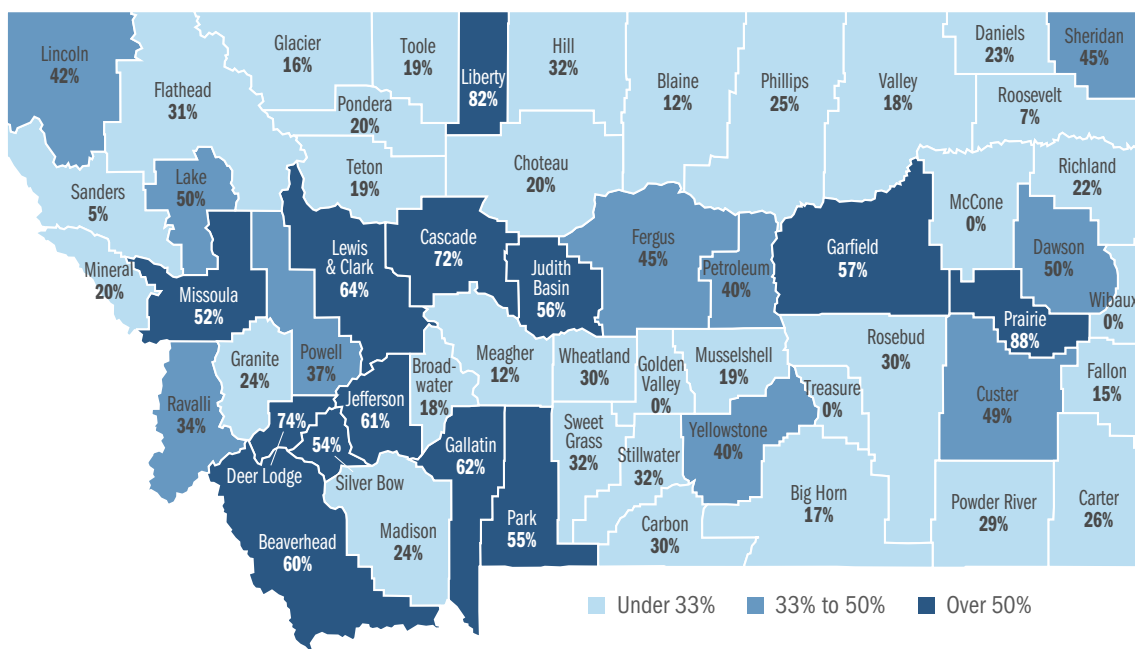 Lincoln
42%
Flathead
31%
Glacier
16%
Toole
19%
Liberty
82%
Hill
32%
Blaine
12%
Phillips
25%
Valley
18%
Daniels
23%
Sheridan
45%
Roosevelt
7%
Pondera
20%
Teton
19%
Choteau
20%
Richland
22%
McCone
0%
Sanders
5%
Lake
50%
Lewis
& Clark
64%
Cascade
72%
Judith
Basin
56%
Fergus
45%
Petroleum
40%
Garfield
57%
Dawson
50%
Mineral
20%
Missoula
52%
Wibaux
0%
Prairie
88%
Granite
24%
Powell
37%
Meagher
12%
Wheatland
30%
Golden
Valley
0%
Musselshell
19%
Rosebud
30%
Fallon
15%
Ravalli
34%
Jefferson
61%
Broad-
water
18%
Treasure
0%
Custer
49%
74%
Deer Lodge
54%
Silver Bow
Gallatin
62%
Sweet
Grass
32%
Stillwater
32%
Yellowstone
40%
Beaverhead
60%
Madison
24%
Park
55%
Carbon
30%
Big Horn
17%
Powder River
29%
Carter
26%
Under 33%
33% to 50%
Over 50%